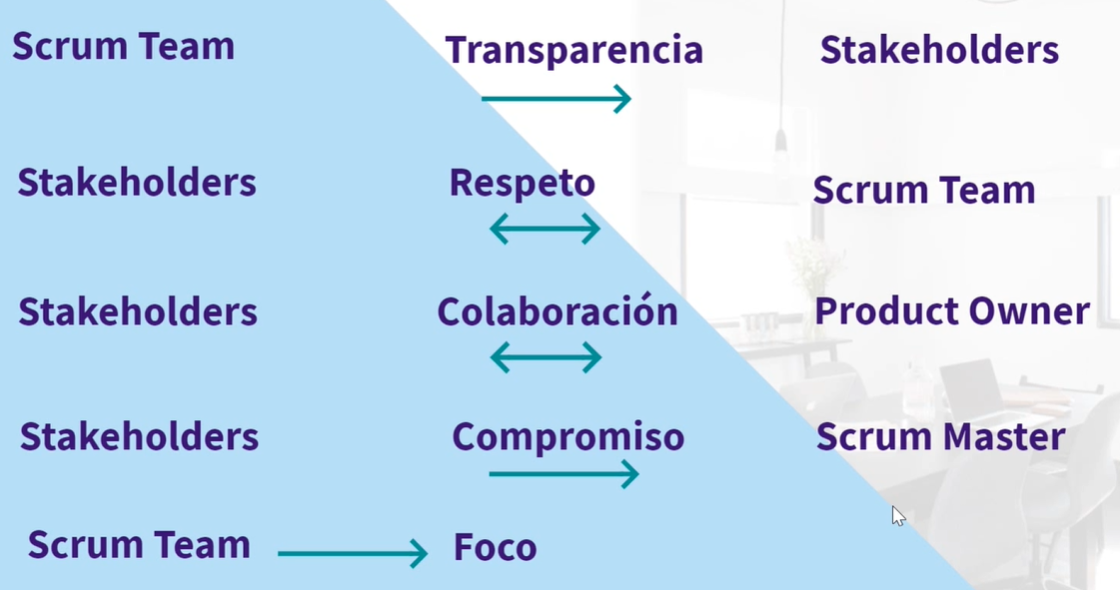 Scrum Team Transparencia Stakeholders
Stakeholders Respeto Scrum Team
Stakeholders Colaboración Product Owner
Stakeholders Compromiso Scrum Master
Scrum Team Foco